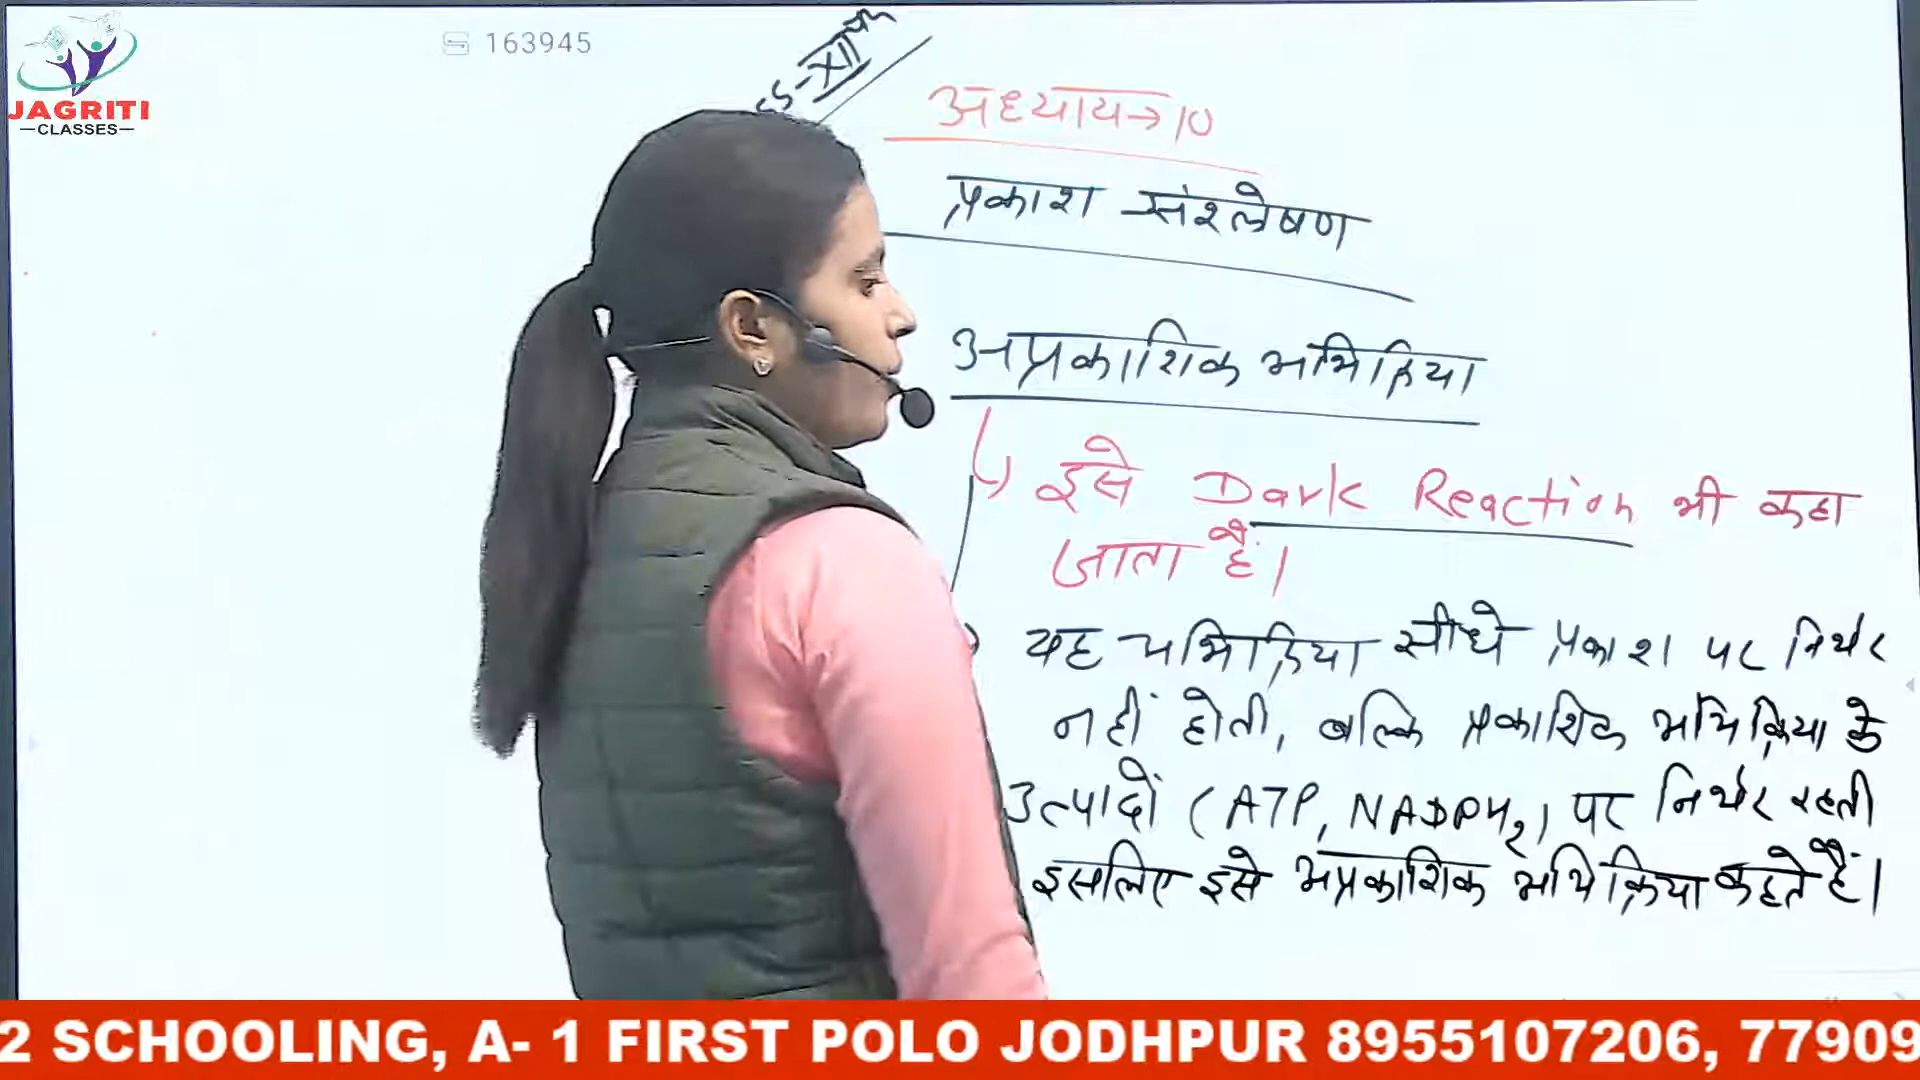 JAGRITI
CLASSES
163945
SS-XIIth
अध्याय→10
प्रकाश संश्लेषण
अप्रकाशिक अभिक्रिया
इसे Dark Reaction भी कहा
जाता है।
यह अभिक्रिया सीधे प्रकाश पर निर्भर
नहीं होती, बल्कि प्रकाशिक अभिक्रिया के
उत्पादों (ATP, NADPH2) पर निर्भर रहती
इसलिए इसे अप्रकाशिक अभिक्रिया कहते हैं।
2 SCHOOLING, A- 1 FIRST POLO JODHPUR 8955107206, 77909